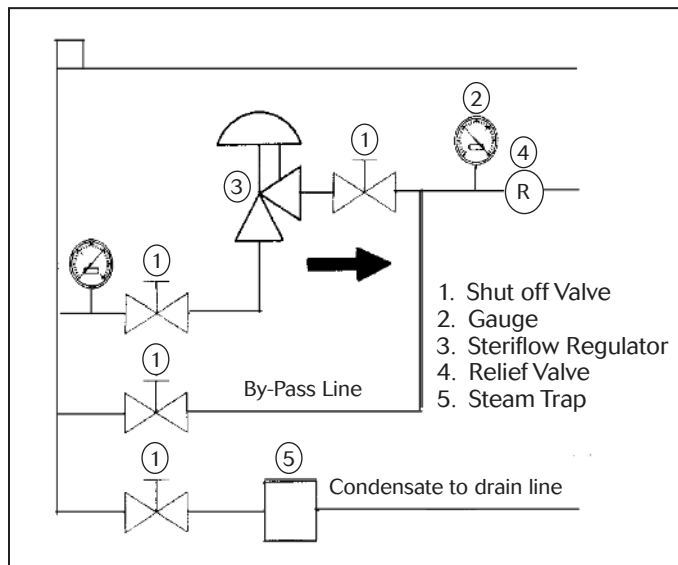 2
1
4
3
R
1
1. Shut off Valve
2. Gauge
3. Steriflow Regulator
4. Relief Valve
5. Steam Trap
1
By-Pass Line
1
5
Condensate to drain line